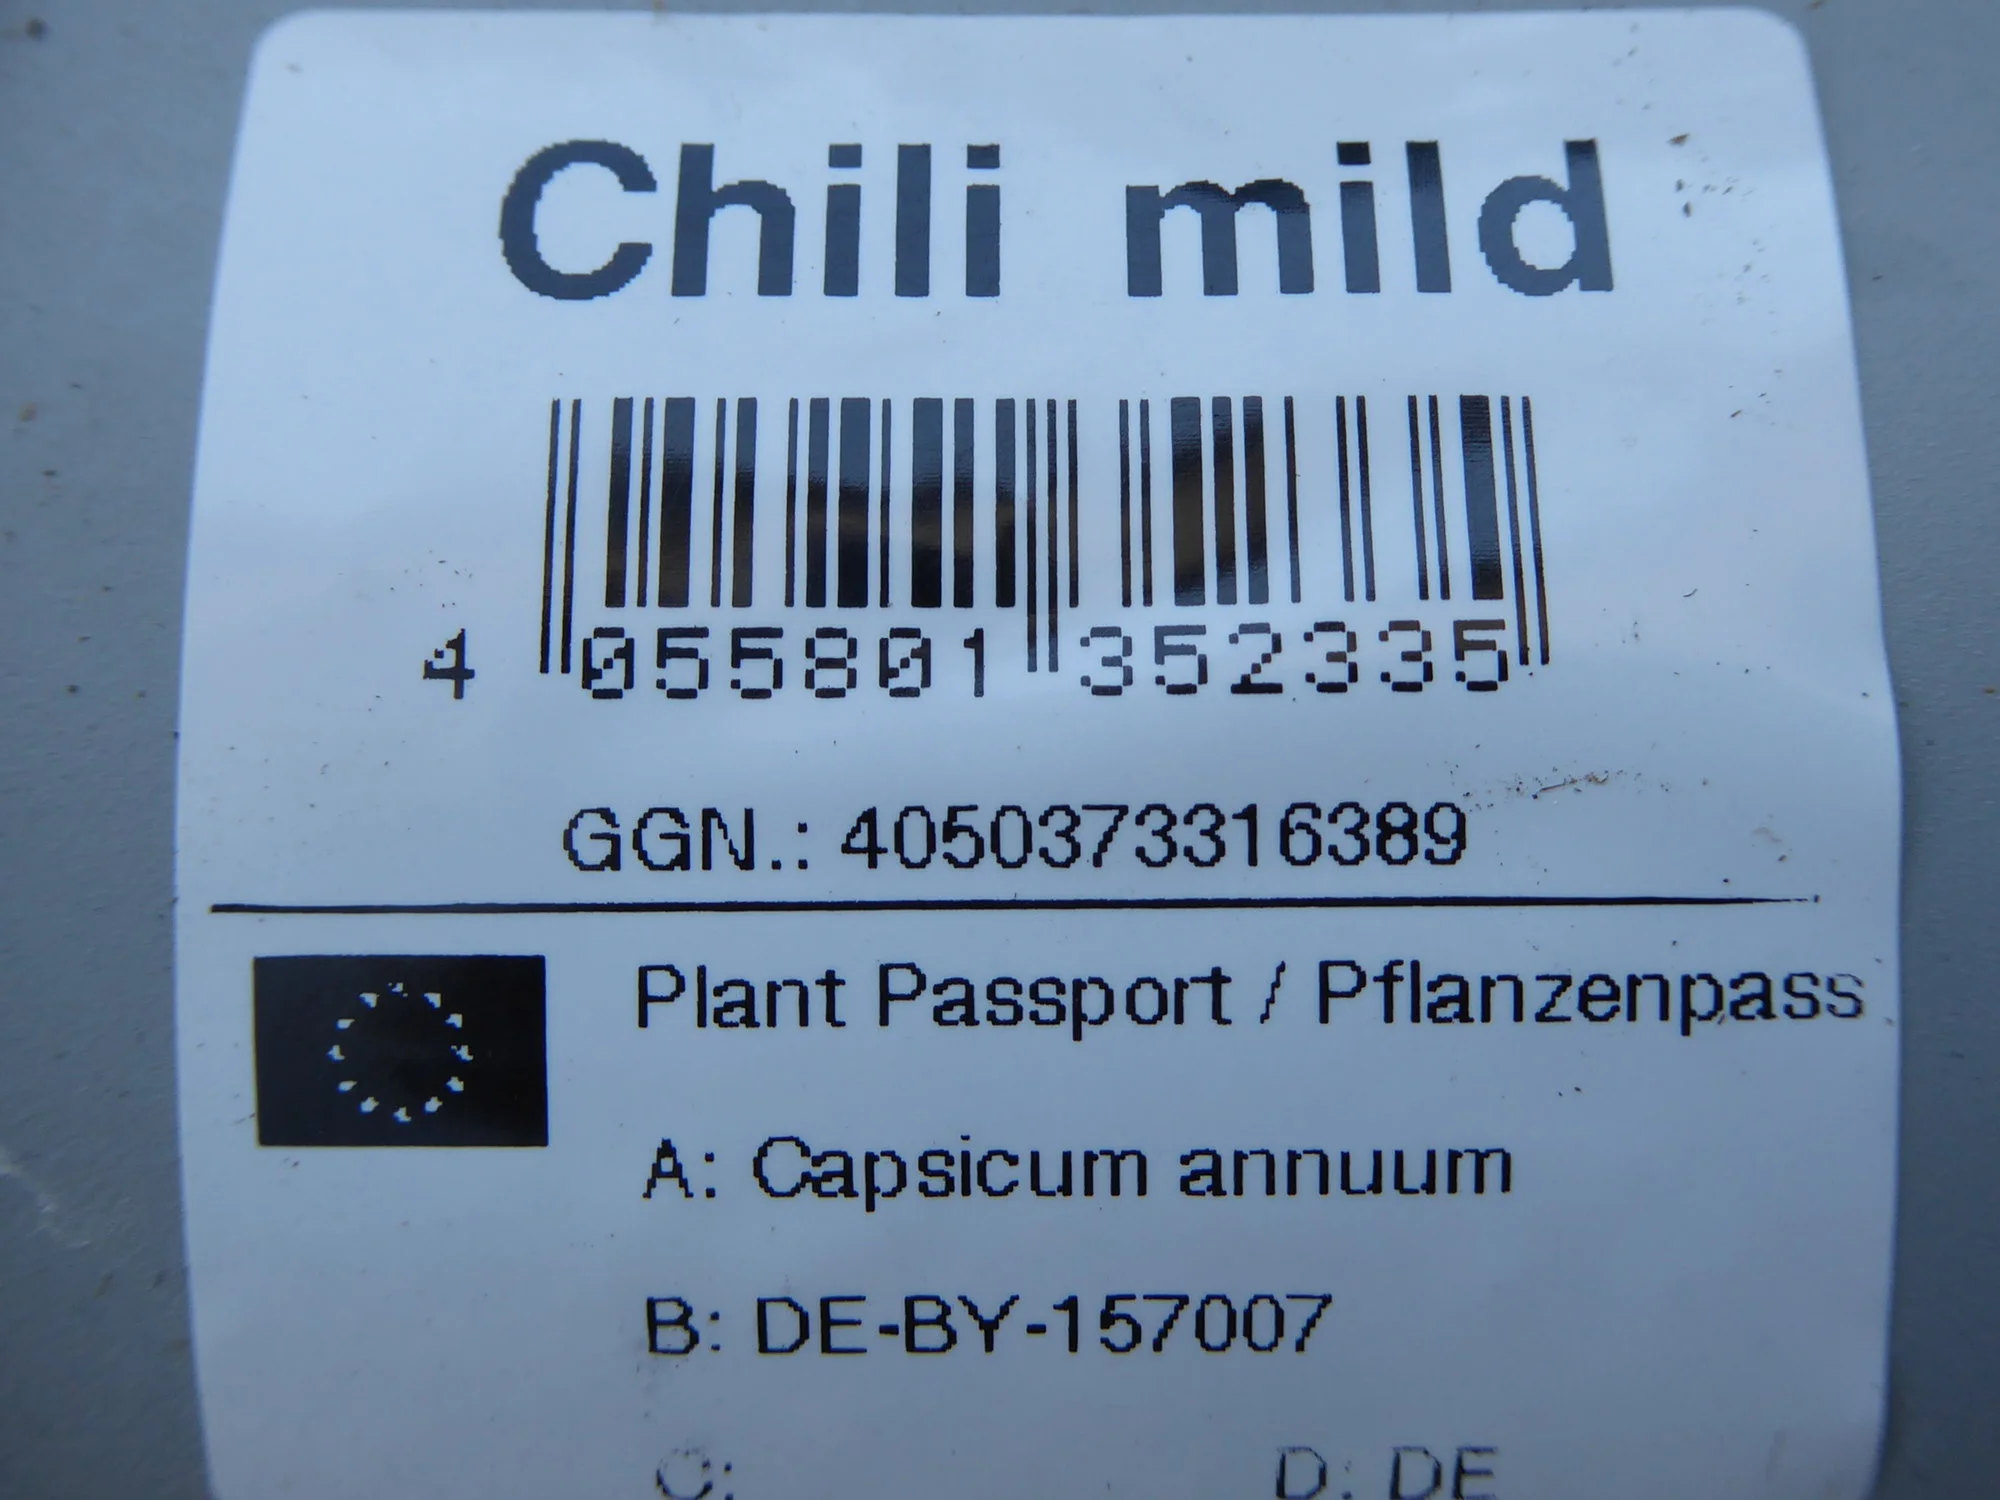 Chili mild
4 055801 352335
GGN.: 4050373316389
Plant Passport / Pflanzenpass
A: Capsicum annuum
B: DE-BY-157007
C: D: DE